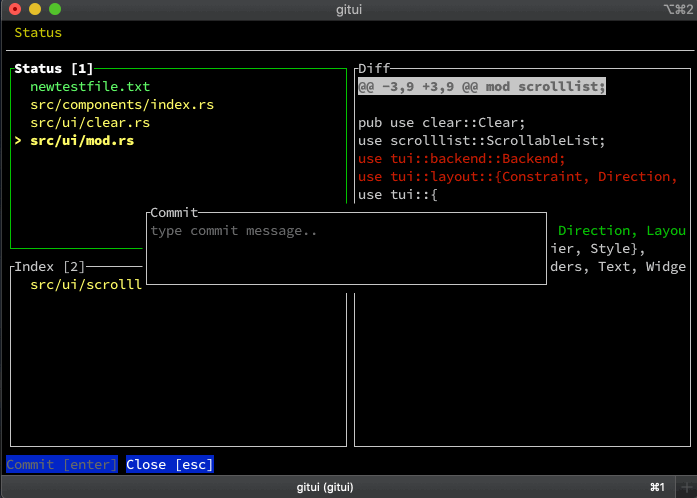 gitui
⌥⌘2
Status
Status [1]
newtestfile.txt
src/components/index.rs
src/ui/clear.rs
> src/ui/mod.rs
Index [2]
src/ui/scrolll
Diff
@@ -3,9 +3,9 @@ mod scrolllist;
pub use clear::Clear;
use scrolllist::ScrollableList;
use tui::backend::Backend;
use tui::layout::{Constraint, Direction,
use tui::{
Direction, Layou
ier, Style},
ders, Text, Widge
Commit
type commit message..
Commit [enter] Close [esc]
gitui (gitui)
⌘1
+